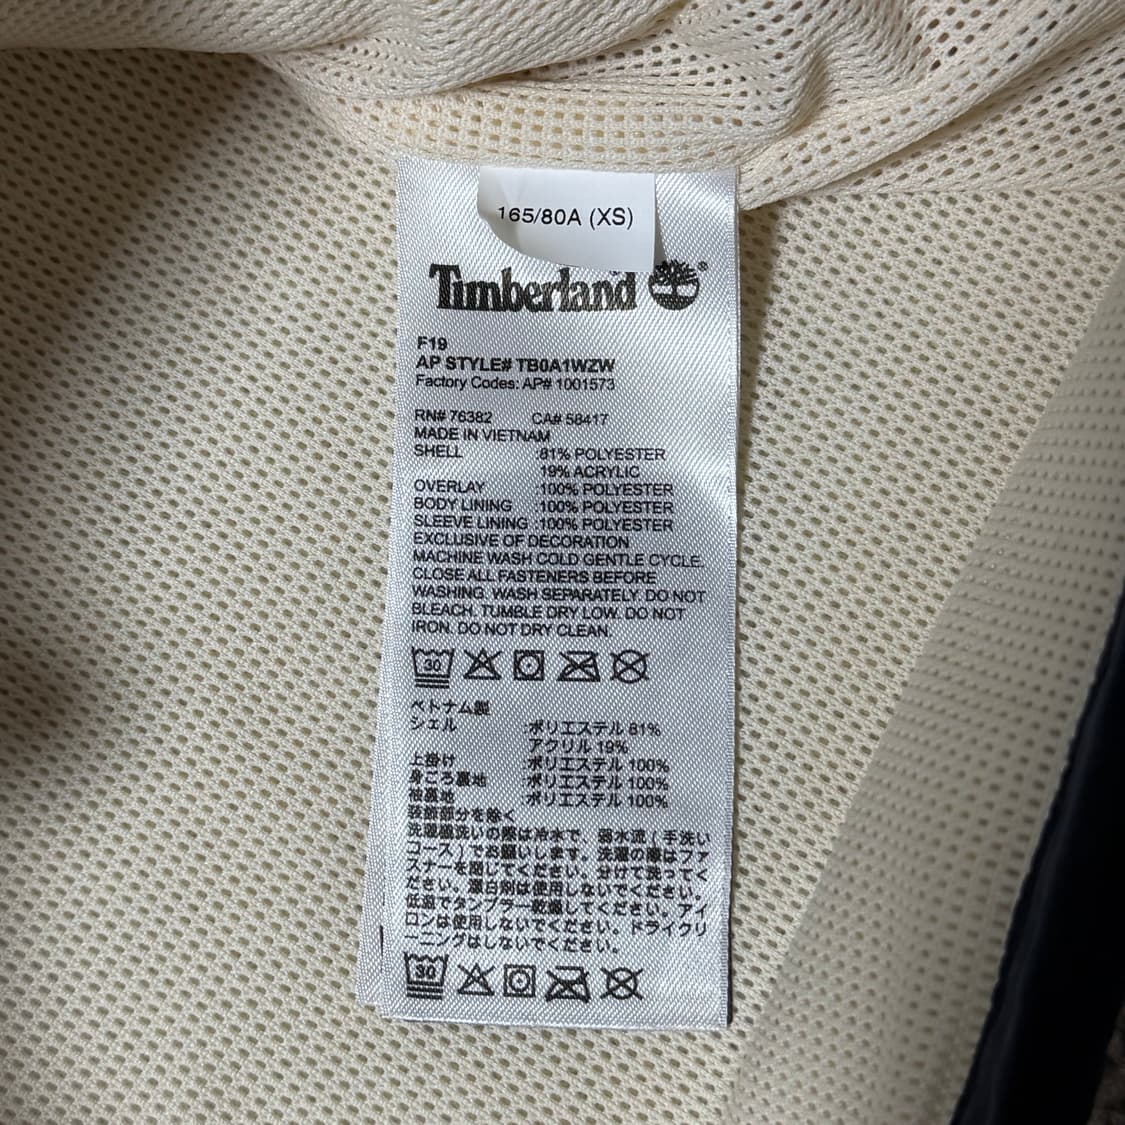 165/80A (XS)
Timberland®
F19
AP STYLE# TB0A1WZW
Factory Codes: AP# 1001573
RN# 76382 CA# 58417
MADE IN VIETNAM
SHELL :81% POLYESTER
19% ACRYLIC
OVERLAY :100% POLYESTER
BODY LINING :100% POLYESTER
SLEEVE LINING :100% POLYESTER
EXCLUSIVE OF DECORATION
MACHINE WASH COLD GENTLE CYCLE.
CLOSE ALL FASTENERS BEFORE
WASHING. WASH SEPARATELY. DO NOT
BLEACH. TUMBLE DRY LOW. DO NOT
IRON. DO NOT DRY CLEAN.
30
ベトナム製
シェル :ポリエステル 81%
アクリル 19%
上掛け :ポリエステル 100%
身ごろ裏地 :ポリエステル 100%
袖裏地 :ポリエステル 100%
装飾部分を除く
洗濯機洗いの際は冷水で、弱水流(手洗い
コース)でお願いします。洗濯の際はファ
スナーを閉してください。分けて洗ってく
ださい。漂白剤は使用しないでください。
低温でタンブラー乾燥してください。アイ
ロンは使用しないでください。ドライクリ
ーニングはしないでください。
30